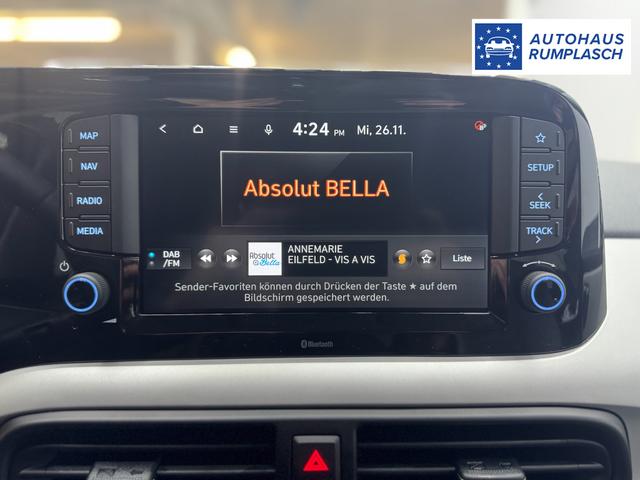 AUTOHAUS
RUMPLASCH
4:24 PM Mi, 26.11.
MAP
NAV
RADIO
MEDIA
SETUP
SEEK
TRACK
Absolut BELLA
DAB
/FM
Absolut
Bella
ANNEMARIE
EILFELD - VIS A VIS
Liste
Sender-Favoriten können durch Drücken der Taste ★ auf dem
Bildschirm gespeichert werden.
Bluetooth